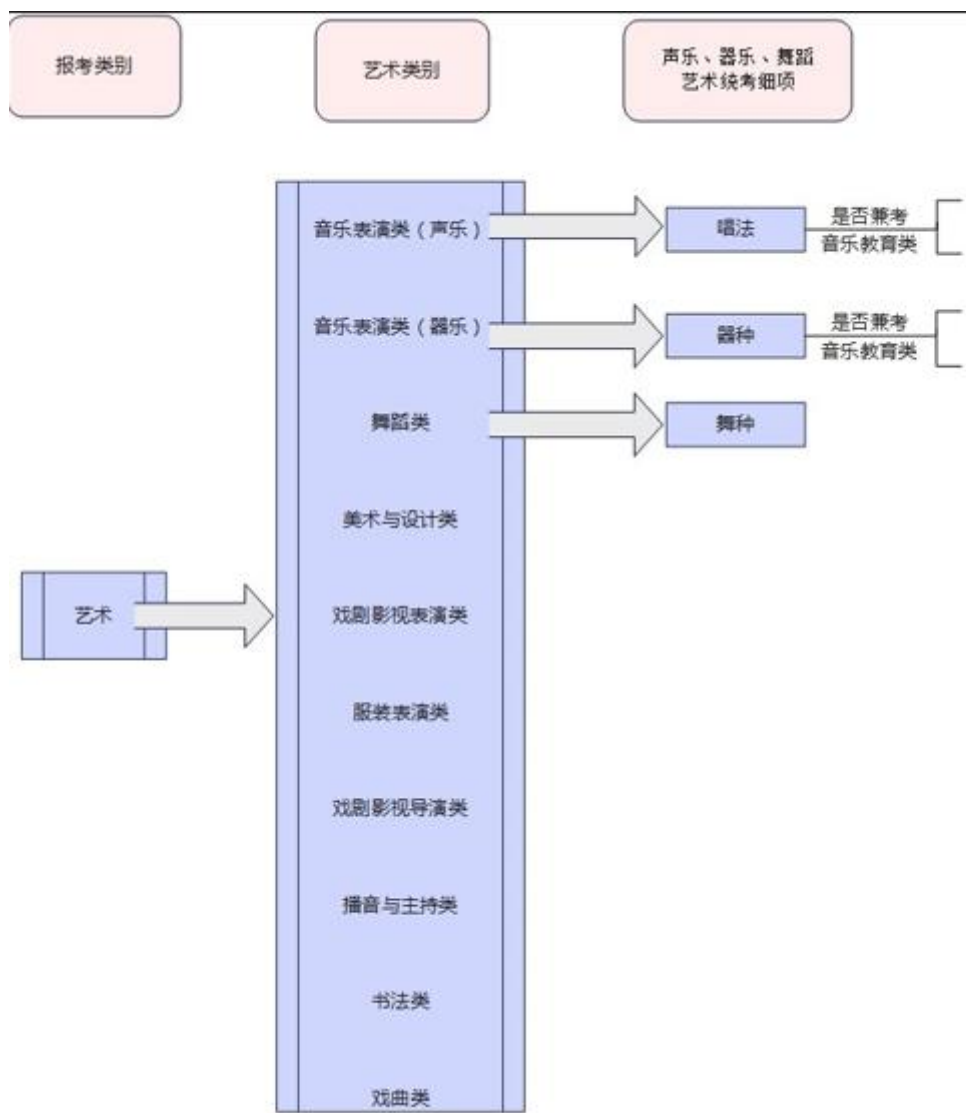 报考类别
艺术类别
声乐、器乐、舞蹈
艺术统考细项
音乐表演类（声乐）
唱法
是否兼考
音乐教育类
音乐表演类（器乐）
器种
是否兼考
音乐教育类
舞蹈类
舞种
美术与设计类
艺术
戏剧影视表演类
服装表演类
戏剧影视导演类
播音与主持类
书法类
戏曲类